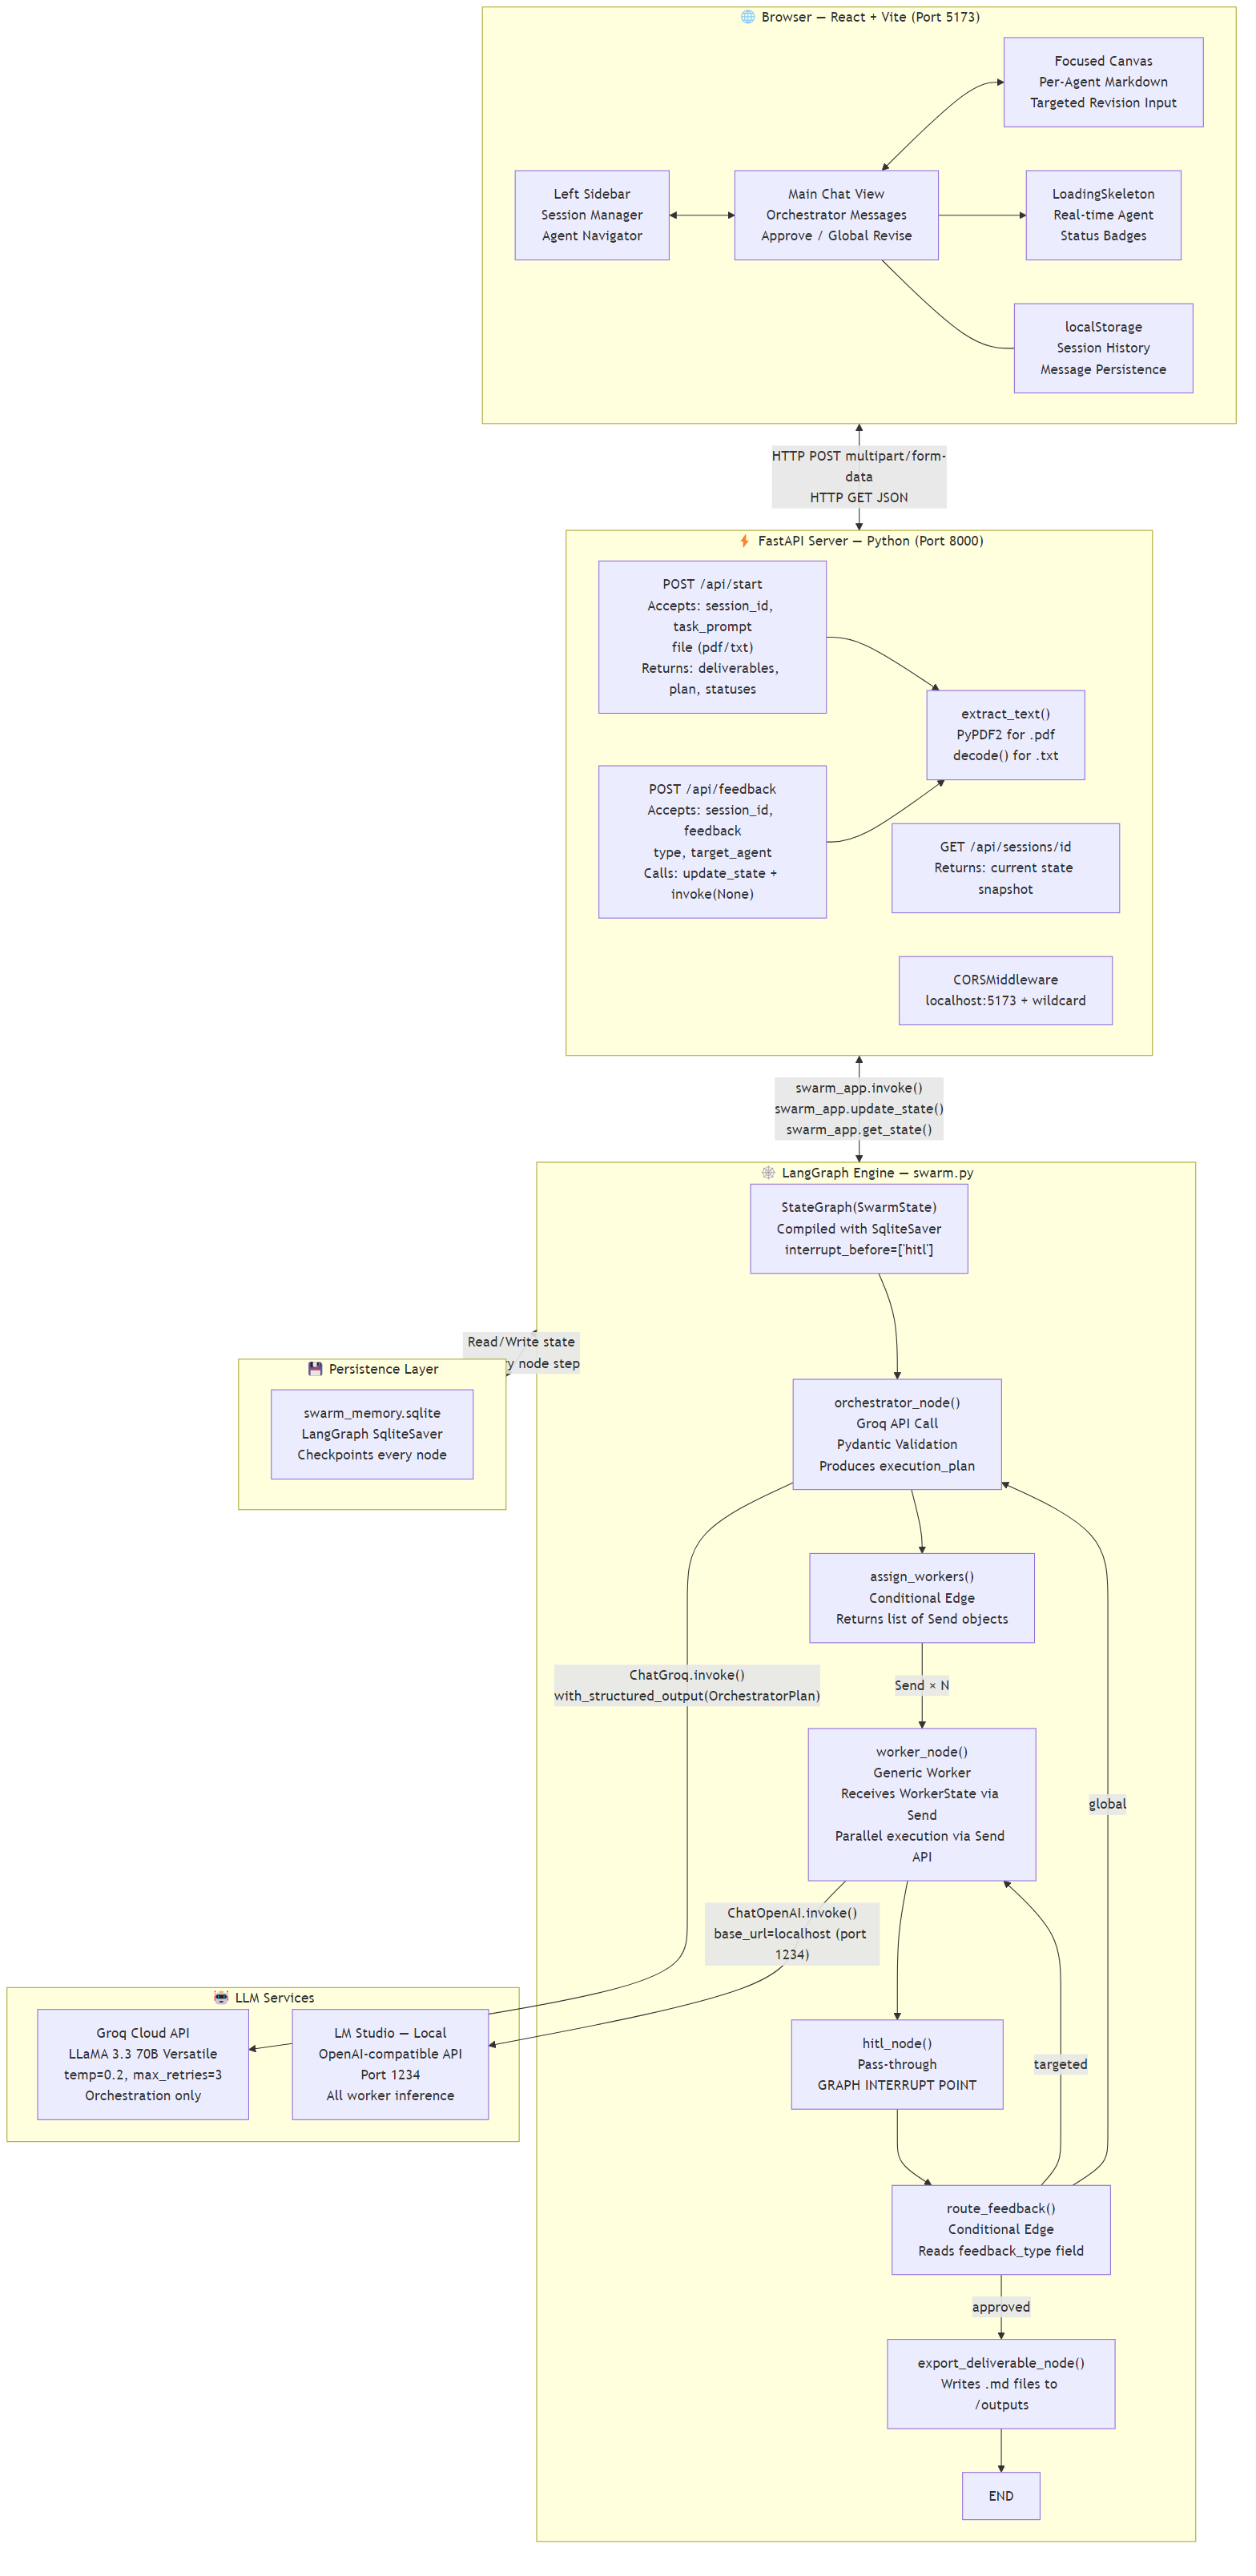 🌐 Browser — React + Vite (Port 5173)
Focused Canvas
Per-Agent Markdown
Targeted Revision Input
Left Sidebar
Session Manager
Agent Navigator
Main Chat View
Orchestrator Messages
Approve / Global Revise
LoadingSkeleton
Real-time Agent
Status Badges
localStorage
Session History
Message Persistence
HTTP POST multipart/form-
data
HTTP GET JSON
⚡ FastAPI Server — Python (Port 8000)
POST /api/start
Accepts: session_id,
task_prompt
file (pdf/txt)
Returns: deliverables,
plan, statuses
extract_text()
PyPDF2 for .pdf
decode() for .txt
POST /api/feedback
Accepts: session_id,
feedback
type, target_agent
Calls: update_state +
invoke(None)
GET /api/sessions/id
Returns: current state
snapshot
CORSMiddleware
localhost:5173 + wildcard
swarm_app.invoke()
swarm_app.update_state()
swarm_app.get_state()
🕸️ LangGraph Engine — swarm.py
StateGraph(SwarmState)
Compiled with SqliteSaver
interrupt_before=['hitl']
Read/Write state
node step
💾 Persistence Layer
swarm_memory.sqlite
LangGraph SqliteSaver
Checkpoints every node
orchestrator_node()
Groq API Call
Pydantic Validation
Produces execution_plan
assign_workers()
Conditional Edge
Returns list of Send objects
ChatGroq.invoke()
with_structured_output(OrchestratorPlan)
Send × N
worker_node()
Generic Worker
Receives WorkerState via
Send
Parallel execution via Send
API
global
ChatOpenAI.invoke()
base_url=localhost (port
1234)
🤖 LLM Services
Groq Cloud API
LLaMA 3.3 70B Versatile
temp=0.2, max_retries=3
Orchestration only
LM Studio — Local
OpenAI-compatible API
Port 1234
All worker inference
hitl_node()
Pass-through
GRAPH INTERRUPT POINT
targeted
route_feedback()
Conditional Edge
Reads feedback_type field
approved
export_deliverable_node()
Writes .md files to
/outputs
END